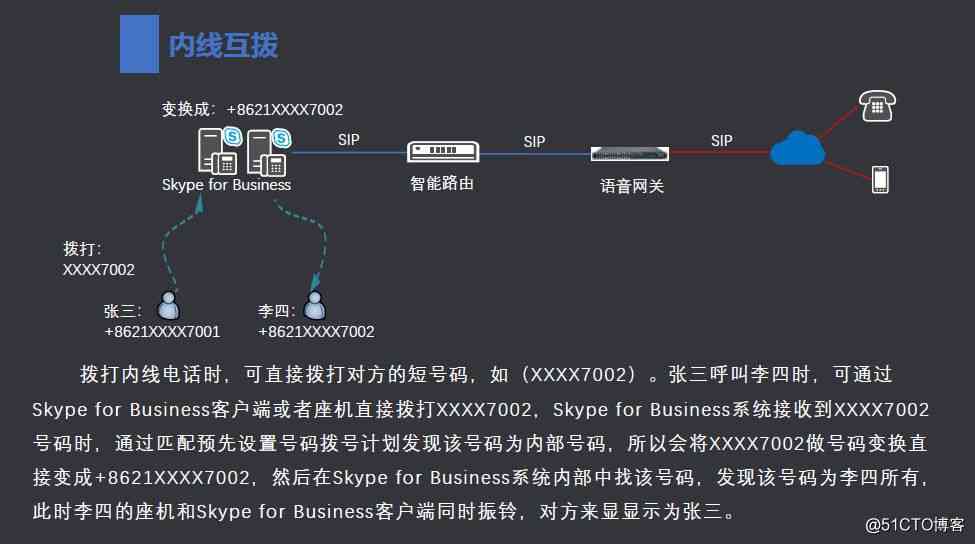 内线互拨
变换成：+8621XXXX7002
SIP
SIP
SIP
Skype for Business
智能路由
语音网关
拨打：
XXXX7002
张三：
+8621XXXX7001
李四：
+8621XXXX7002
拨打内线电话时，可直接拨打对方的短号码，如（XXXX7002）。张三呼叫李四时，可通过
Skype for Business客户端或者座机直接拨打XXXX7002，Skype for Business系统接收到XXXX7002
号码时，通过匹配预先设置号码拨号计划发现该号码为内部号码，所以会将XXXX7002做号码变换直
接变成+8621XXXX7002，然后在Skype for Business系统内部中找该号码，发现该号码为李四所有，
此时李四的座机和Skype for Business客户端同时振铃，对方来显显示为张三。
@51CTO博客